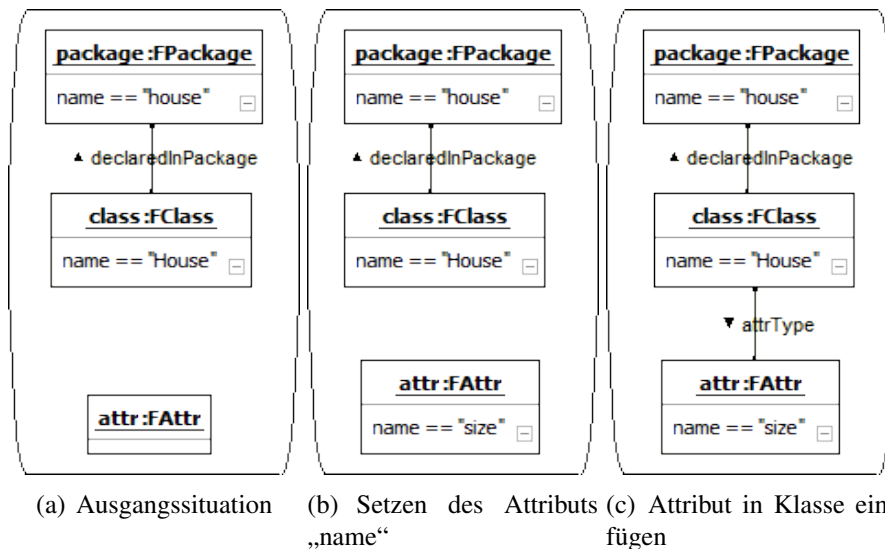 package :FPackage
name == "house"
▲ declaredInPackage
class :FClass
name == "House"
attr :FAttr
(a) Ausgangssituation
package :FPackage
name == "house"
▲ declaredInPackage
class :FClass
name == "House"
attr :FAttr
name == "size"
(b) Setzen des Attributs
„name“
package :FPackage
name == "house"
▲ declaredInPackage
class :FClass
name == "House"
▼ attrType
attr :FAttr
name == "size"
(c) Attribut in Klasse ein
fügen